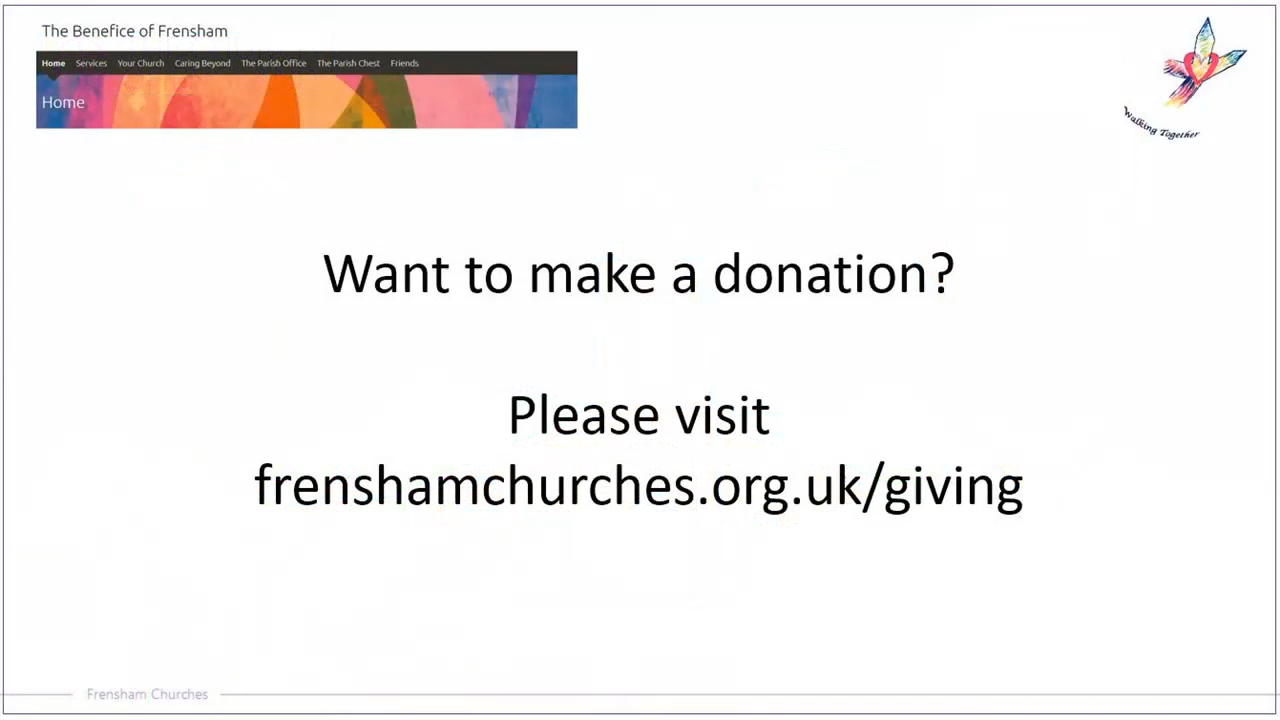 The Benefice of Frensham
Home Services Your Church Caring Beyond The Parish Office The Parish Chest Friends
Home
Walking Together
Want to make a donation?
Please visit
frenshamchurches.org.uk/giving
Frensham Churches